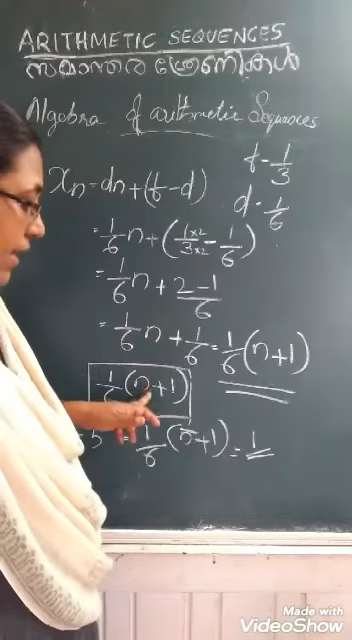 ARITHMETIC SEQUENCES
സമാന്തര ശ്രേണികൾ
Algebra of arithmetic Sequences
f - 1/3
xn = dn + (f - d)
d - 1/6
= 1/6 n + (1×2/3×2 - 1/6)
= 1/6 n + 2-1/6
= 1/6 n + 1/6 = 1/6 (n+1)
1/6 (n+1)
5 = 1/6 (5+1) = 1
Made with
VideoShow